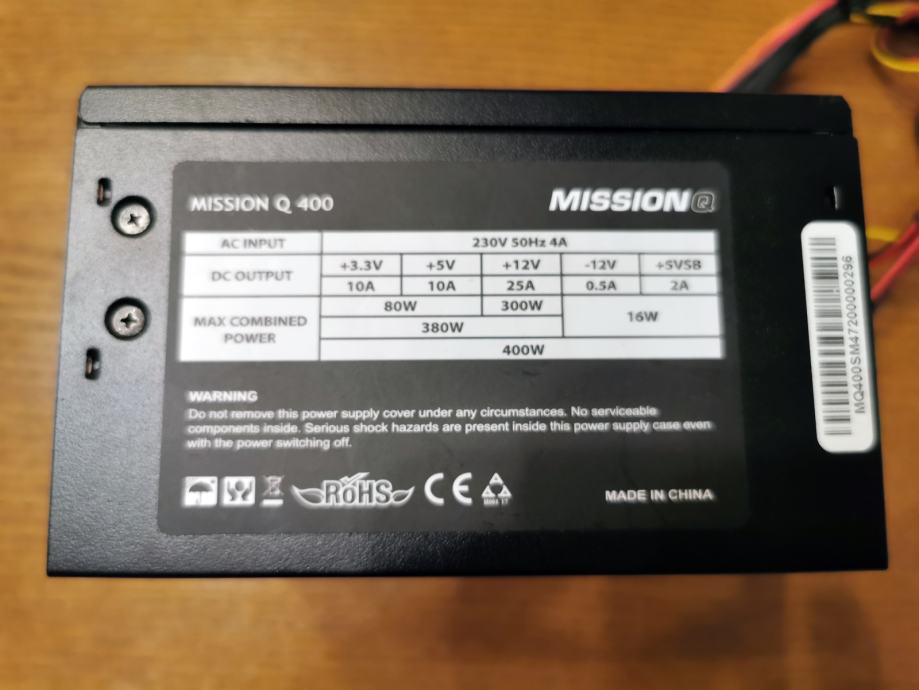 MISSION Q 400
MISSION Q
AC INPUT 230V 50Hz 4A
DC OUTPUT +3.3V +5V +12V -12V +5VSB
10A 10A 25A 0.5A 2A
MAX COMBINED POWER 80W 300W 16W
380W
400W
WARNING
Do not remove this power supply cover under any circumstances. No serviceable
components inside. Serious shock hazards are present inside this power supply case even
with the power switching off.
RoHS CE
MADE IN CHINA
MQ400SM47200000296